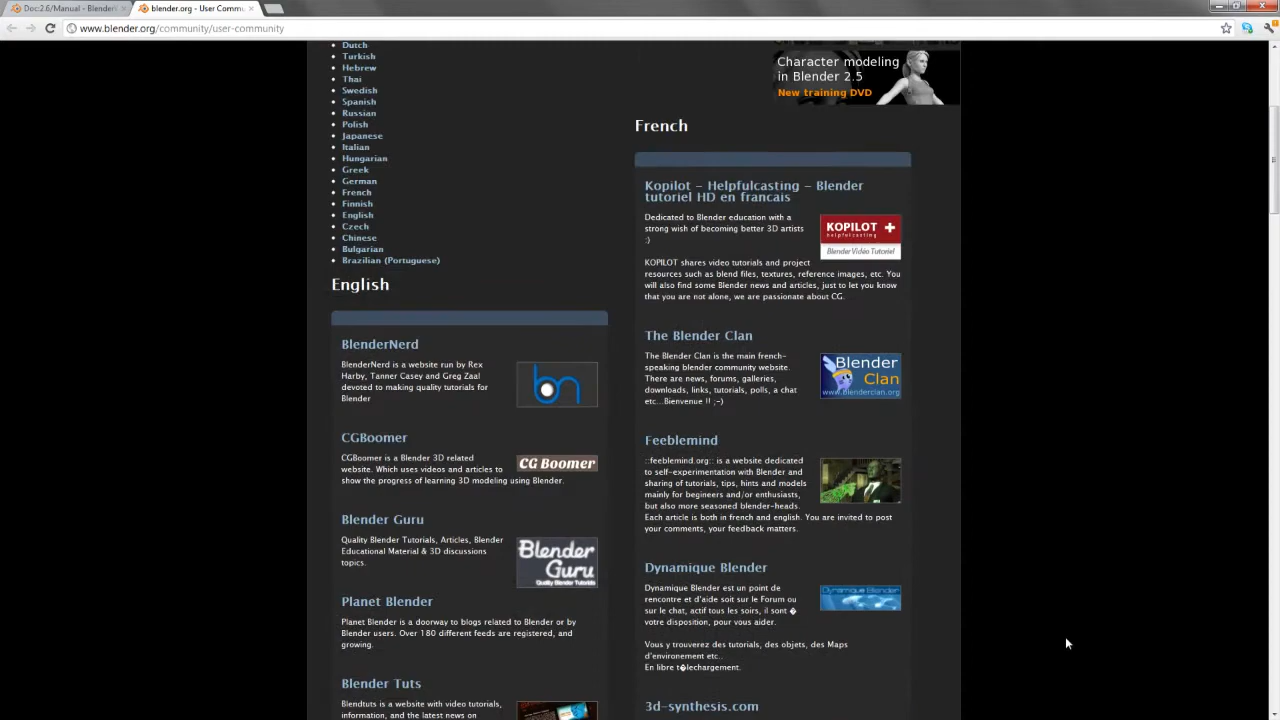 Doc:2.6/Manual - BlenderW
blender.org - User Commu
www.blender.org/community/user-community
Dutch
Turkish
Hebrew
Thai
Swedish
Spanish
Russian
Polish
Japanese
Italian
Hungarian
Greek
German
French
Finnish
English
Czech
Chinese
Bulgarian
Brazilian (Portuguese)
English
BlenderNerd
BlenderNerd is a website run by Rex
Harby, Tanner Casey and Greg Zaal
devoted to making quality tutorials for
Blender
bn
CGBoomer
CGBoomer is a Blender 3D related
website. Which uses videos and articles to
show the progress of learning 3D modeling using Blender.
CG Boomer
Blender Guru
Quality Blender Tutorials, Articles, Blender
Educational Material & 3D discussions
topics.
Blender
Guru
Quality Blender Tutorials
Planet Blender
Planet Blender is a doorway to blogs related to Blender or by
Blender users. Over 180 different feeds are registered, and
growing.
Blender Tuts
Blendtuts is a website with video tutorials,
information, and the latest news on
Character modeling
in Blender 2.5
New training DVD
French
Kopilot - Helpfulcasting - Blender
tutoriel HD en francais
Dedicated to Blender education with a
strong wish of becoming better 3D artists
:)
KOPILOT
helpfulcasting
Blender Vidéo Tutoriel
KOPILOT shares video tutorials and project
resources such as blend files, textures, reference images, etc. You
will also find some Blender news and articles, just to let you know
that you are not alone, we are passionate about CG.
The Blender Clan
The Blender Clan is the main french-
speaking blender community website.
There are news, forums, galleries,
downloads, links, tutorials, polls, a chat
etc...Bienvenue !! ;-)
Blender
Clan
www.blenderclan.org
Feeblemind
::feeblemind.org:: is a website dedicated
to self-experimentation with Blender and
sharing of tutorials, tips, hints and models
mainly for begineers and/or enthusiasts,
but also more seasoned blender-heads.
Each article is both in french and english. You are invited to post
your comments, your feedback matters.
Dynamique Blender
Dynamique Blender est un point de
rencontre et d'aide soit sur le Forum ou
sur le chat, actif tous les soirs, il sont �
votre disposition, pour vous aider.
Dynamique Blender
Vous y trouverez des tutorials, des objets, des Maps
d'environement etc..
En libre t�lechargement.
3d-synthesis.com